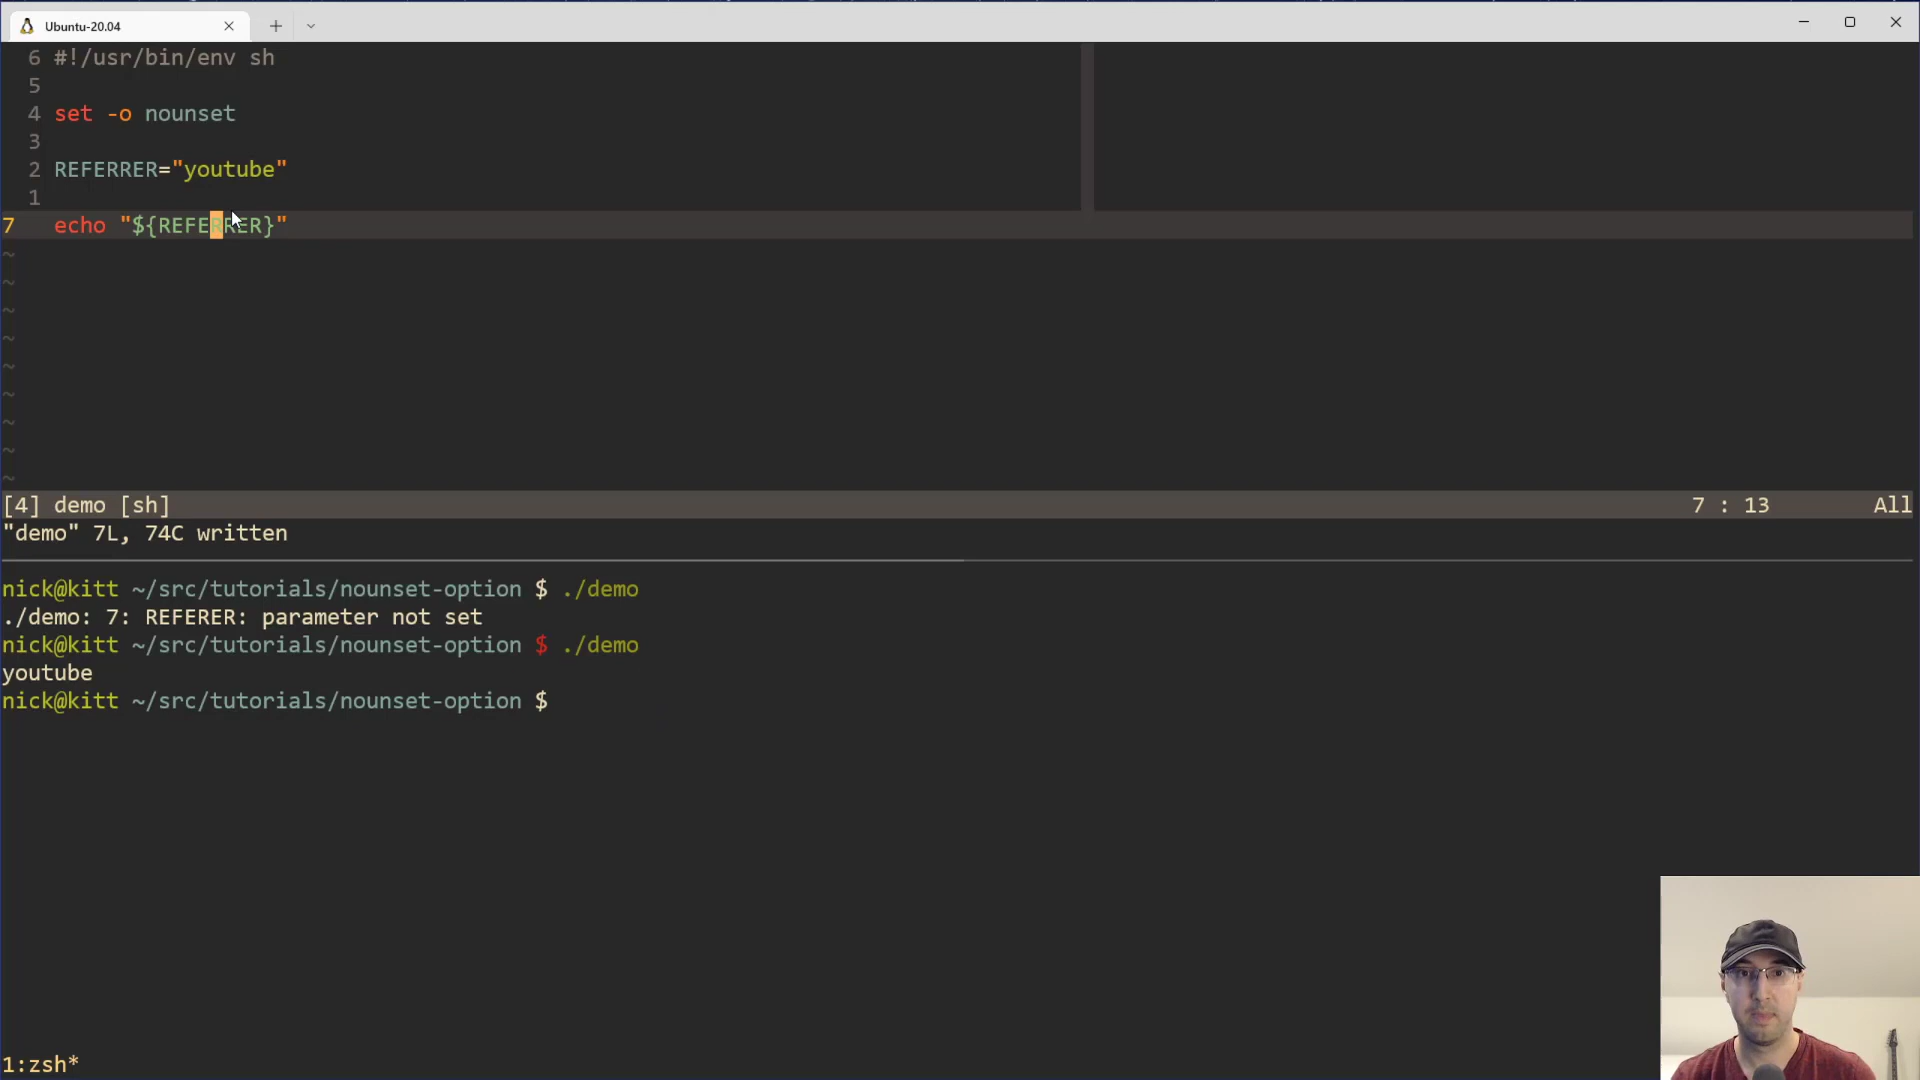 Ubuntu-20.04
6 #!/usr/bin/env sh
5
4 set -o nounset
3
2 REFERRER="youtube"
1
7 echo "${REFERRER}"
~
~
~
~
~
~
~
~
~
[4] demo [sh] 7 : 13 All
"demo" 7L, 74C written
nick@kitt ~/src/tutorials/nounset-option $ ./demo
./demo: 7: REFERER: parameter not set
nick@kitt ~/src/tutorials/nounset-option $ ./demo
youtube
nick@kitt ~/src/tutorials/nounset-option $
1:zsh*